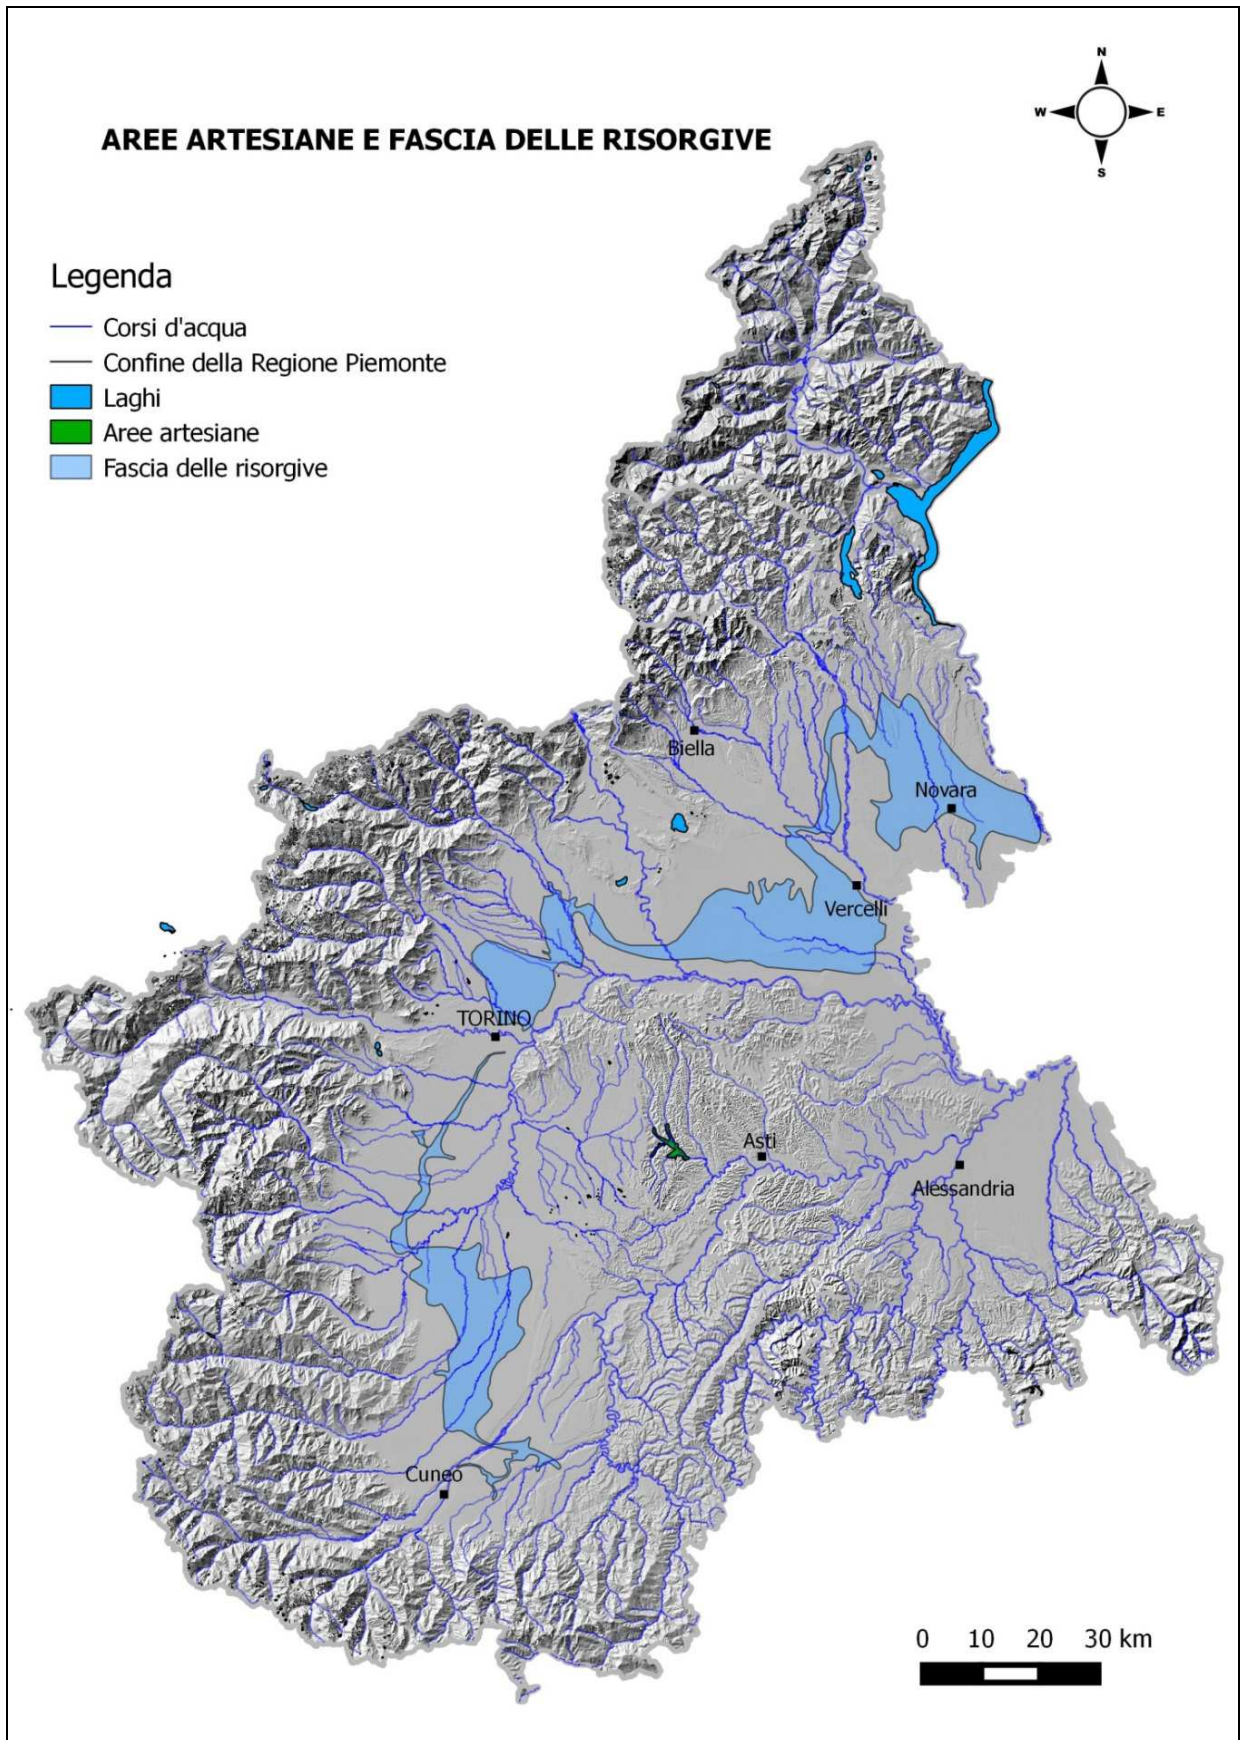 N
W E
S
AREE ARTESIANE E FASCIA DELLE RISORGIVE
Legenda
Corsi d'acqua
Confine della Regione Piemonte
Laghi
Aree artesiane
Fascia delle risorgive
Biella
Novara
Vercelli
TORINO
Asti
Alessandria
Cuneo
0 10 20 30 km